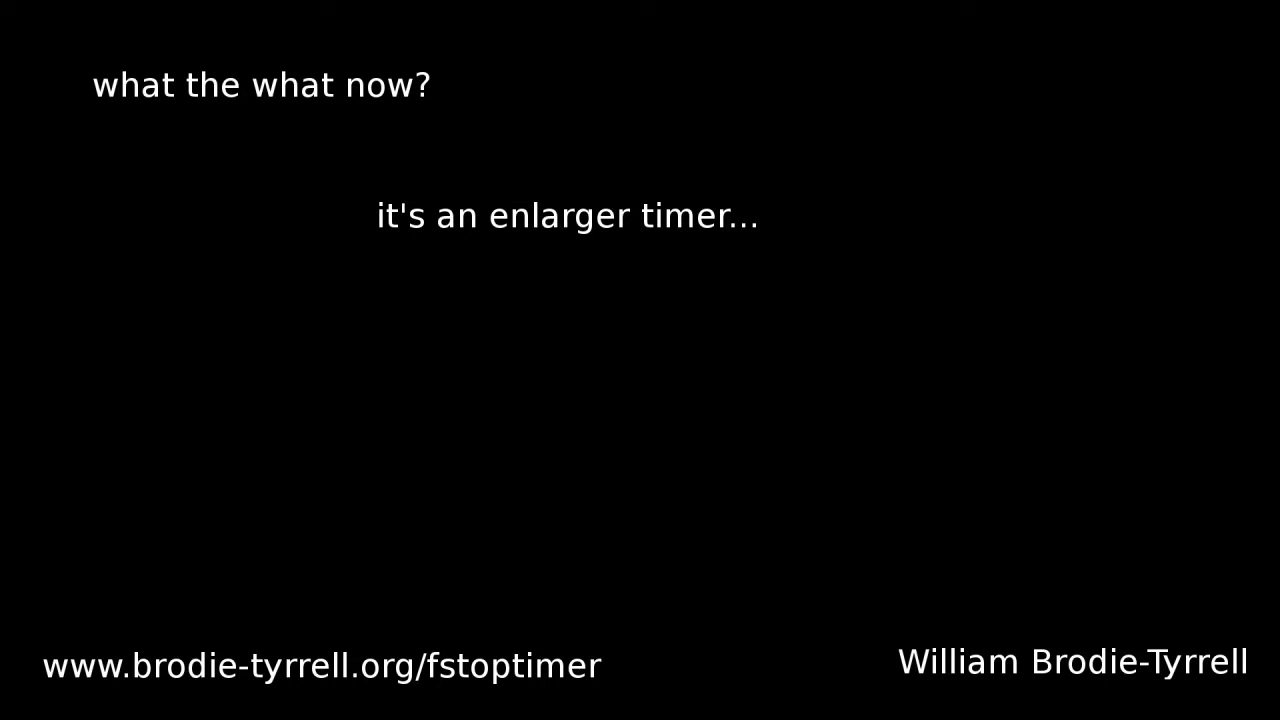 what the what now?
it's an enlarger timer...
www.brodie-tyrrell.org/fstoptimer
William Brodie-Tyrrell